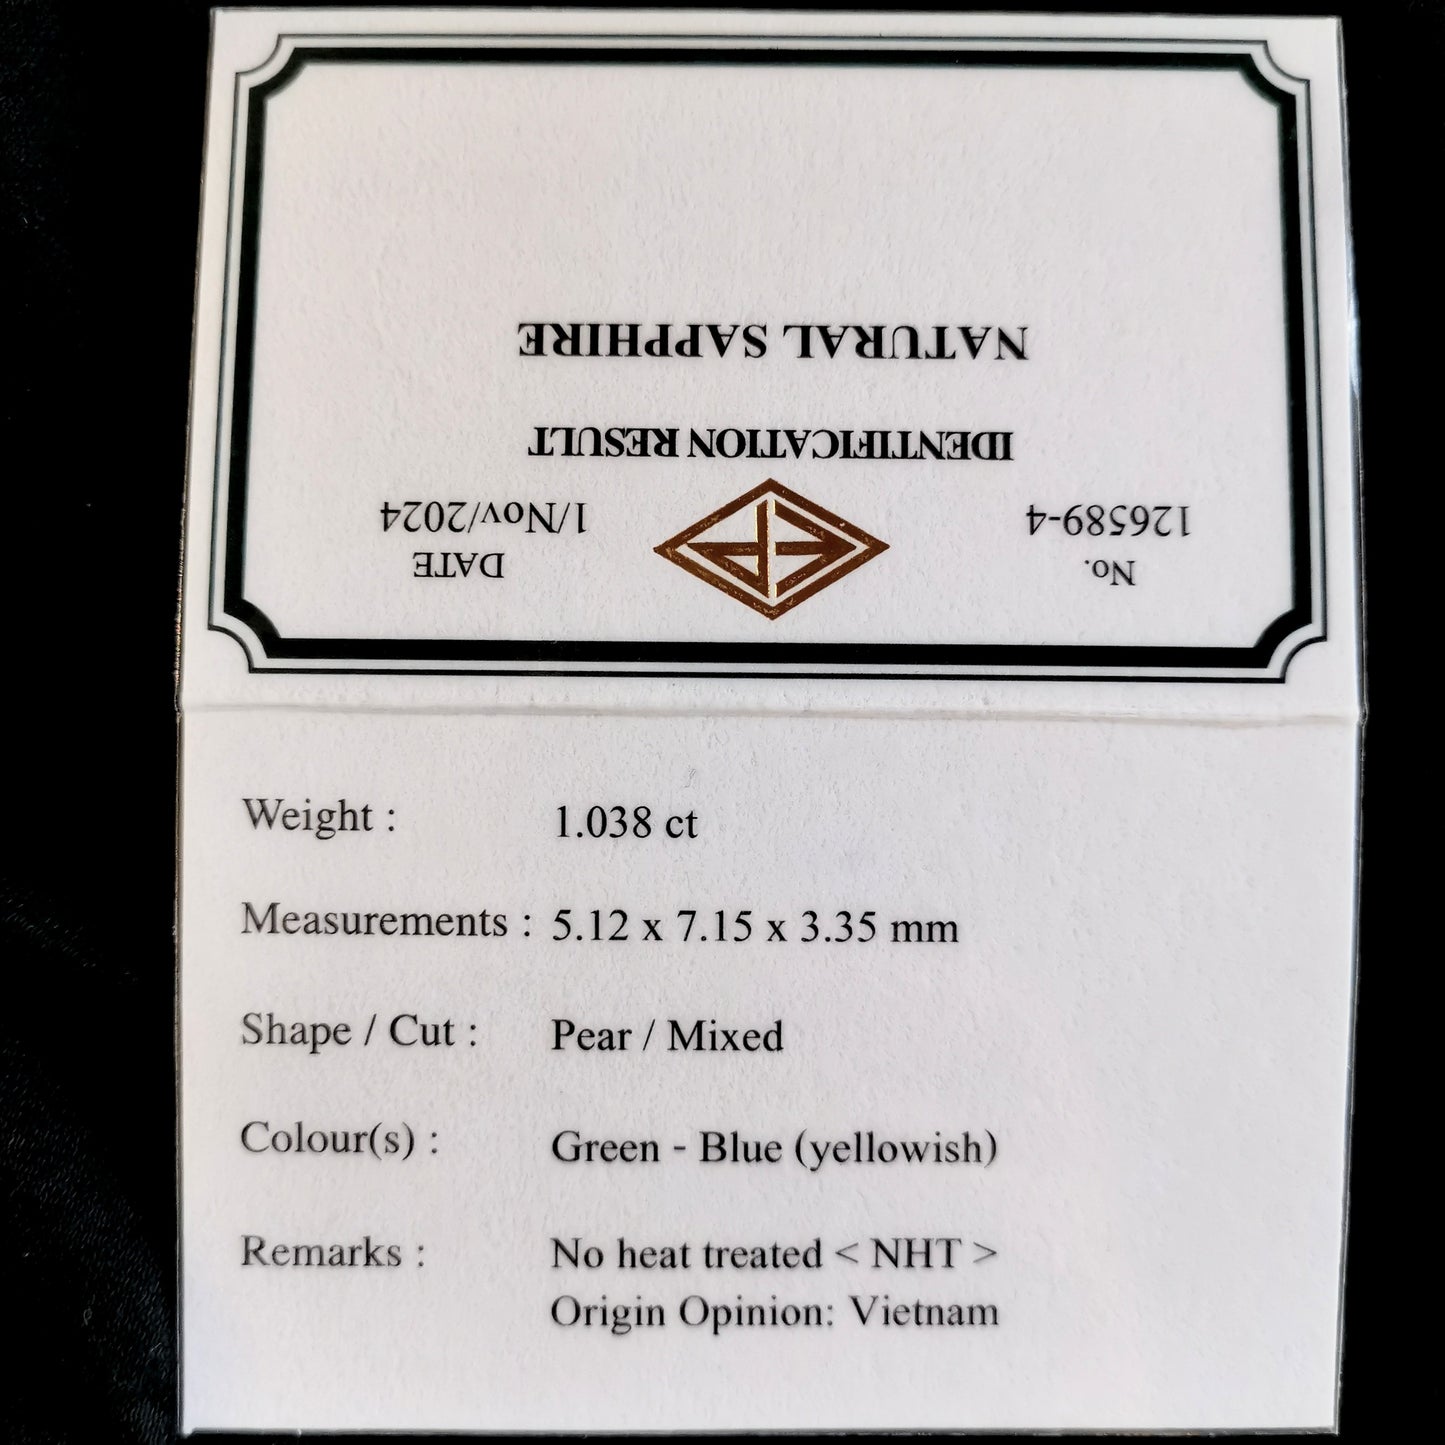 No.
126589-4
DATE
1/Nov/2024
IDENTIFICATION RESULT
NATURAL SAPPHIRE
Weight : 1.038 ct
Measurements : 5.12 x 7.15 x 3.35 mm
Shape / Cut : Pear / Mixed
Colour(s) : Green - Blue (yellowish)
Remarks : No heat treated < NHT >
Origin Opinion: Vietnam